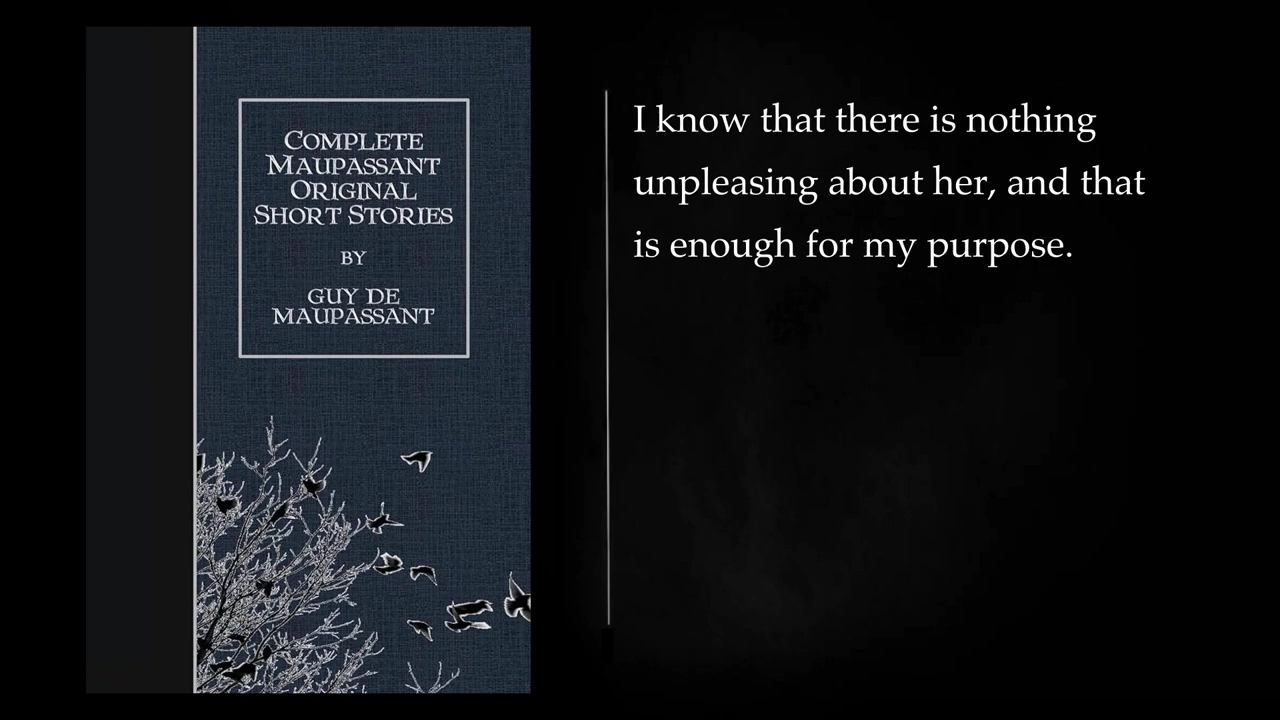 COMPLETE
MAUPASSANT
ORIGINAL
SHORT STORIES
BY
GUY DE
MAUPASSANT
I know that there is nothing
unpleasing about her, and that
is enough for my purpose.